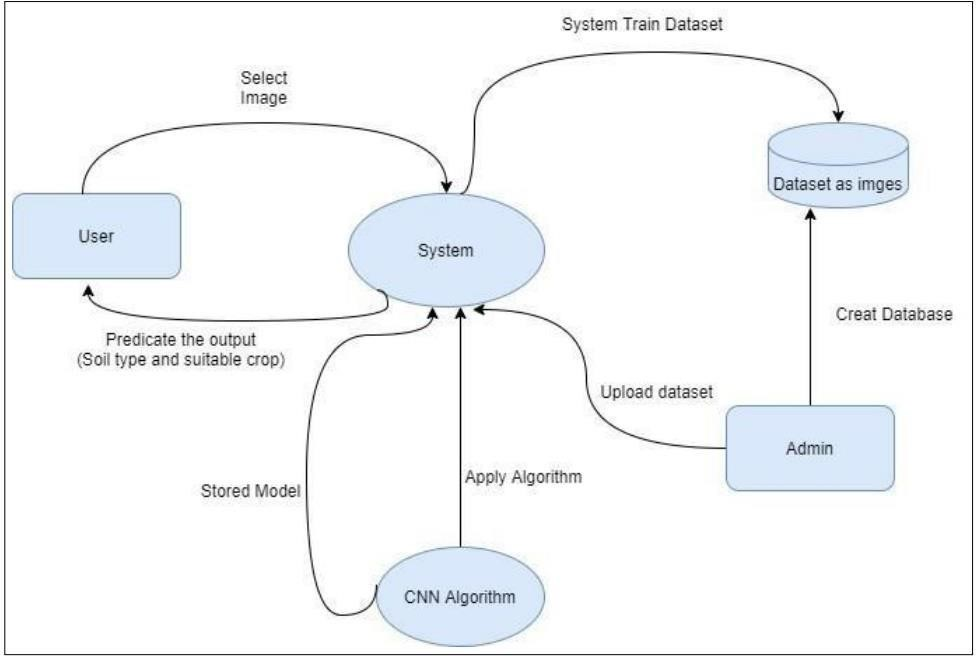 System Train Dataset
Select
Image
Dataset as imges
User
System
Creat Database
Predicate the output
(Soil type and suitable crop)
Upload dataset
Admin
Apply Algorithm
Stored Model
CNN Algorithm